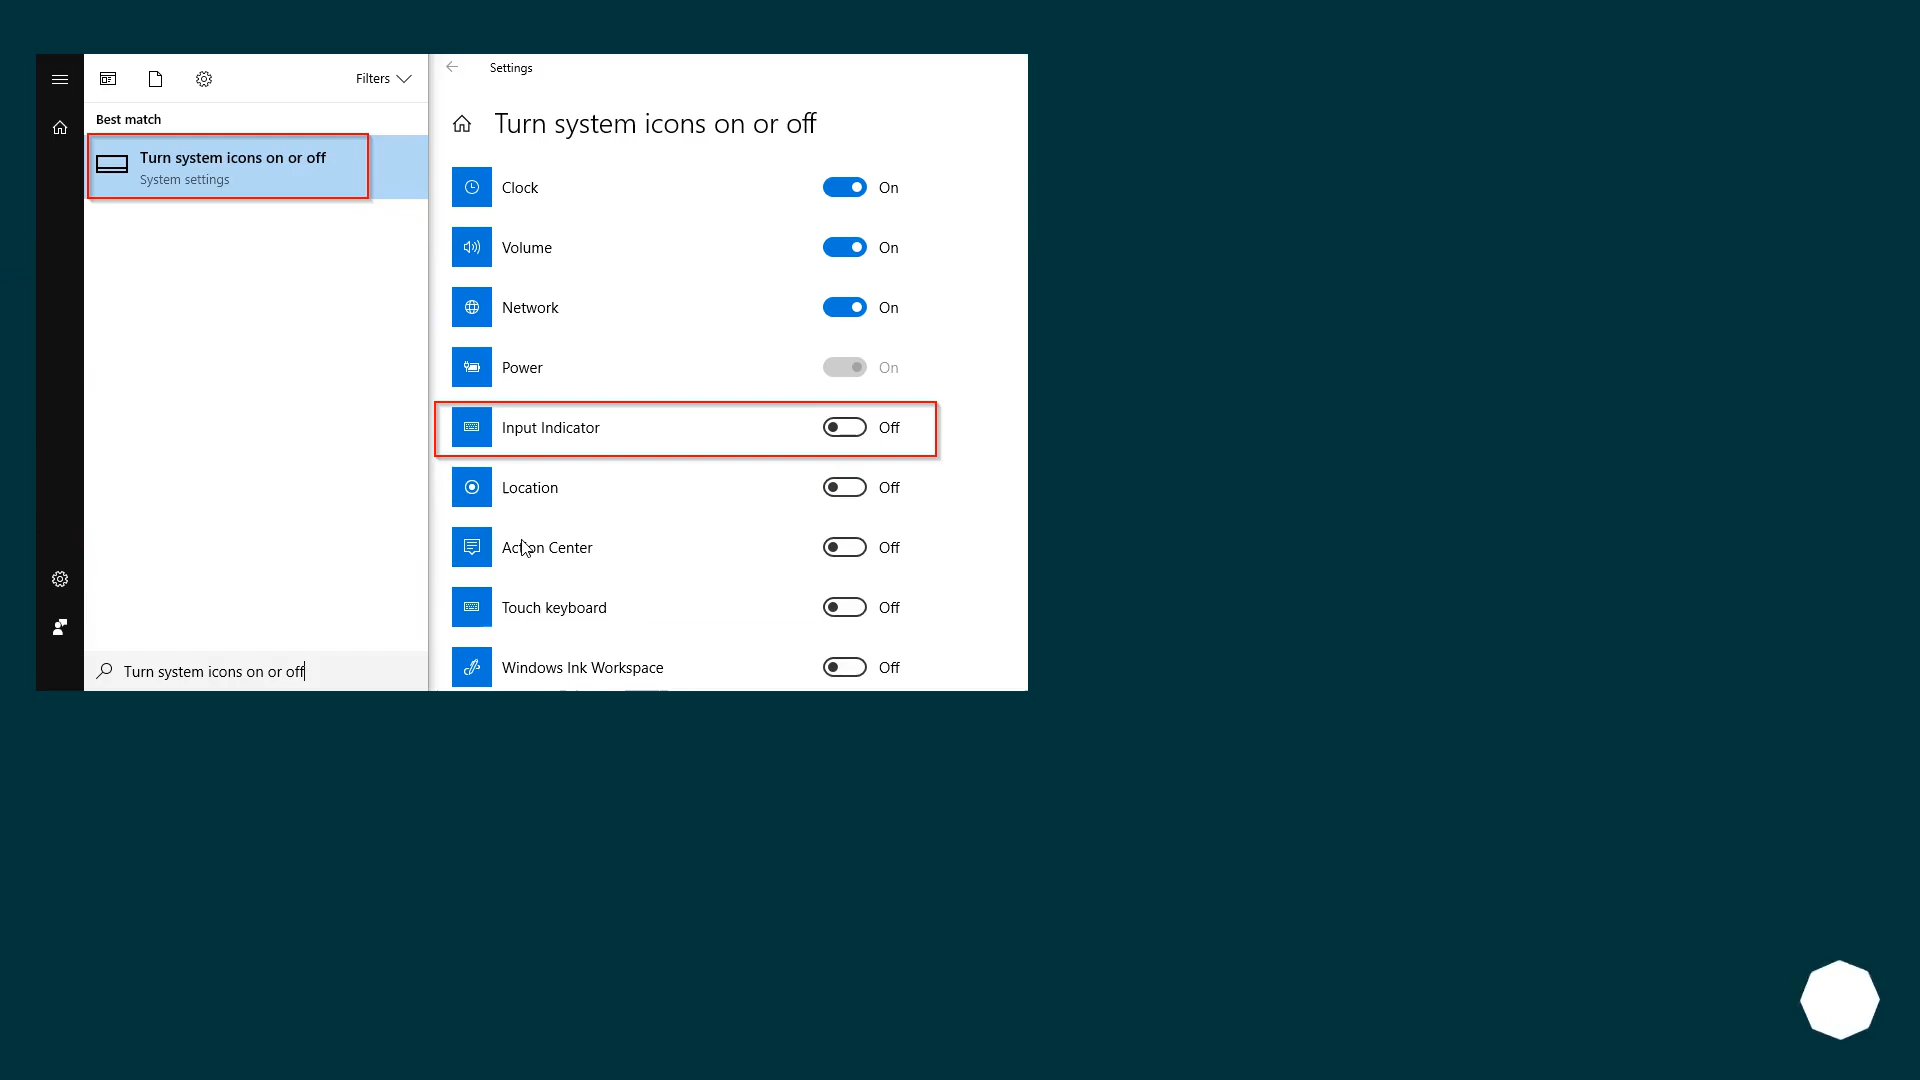 Filters
Best match
Turn system icons on or off
System settings
Turn system icons on or off
Settings
Turn system icons on or off
Clock On
Volume On
Network On
Power On
Input Indicator Off
Location Off
Action Center Off
Touch keyboard Off
Windows Ink Workspace Off